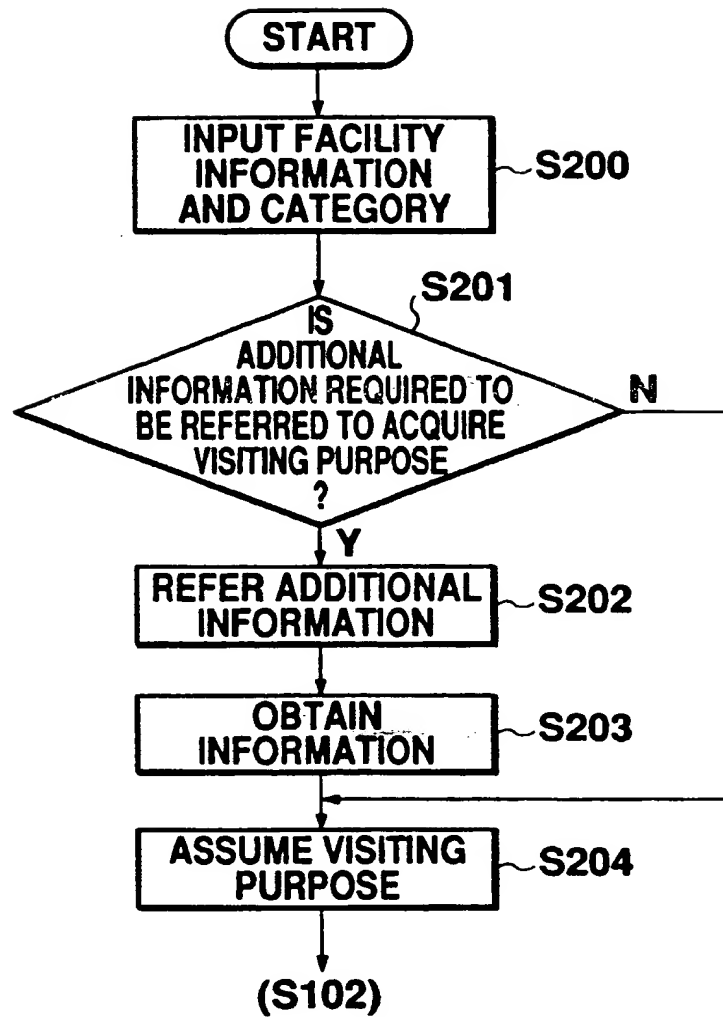 START
INPUT FACILITY
INFORMATION
AND CATEGORY
S200
S201
IS
ADDITIONAL
INFORMATION REQUIRED TO
BE REFERRED TO ACQUIRE
VISITING PURPOSE
?
N
Y
REFER ADDITIONAL
INFORMATION
S202
OBTAIN
INFORMATION
S203
ASSUME VISITING
PURPOSE
S204
(S102)